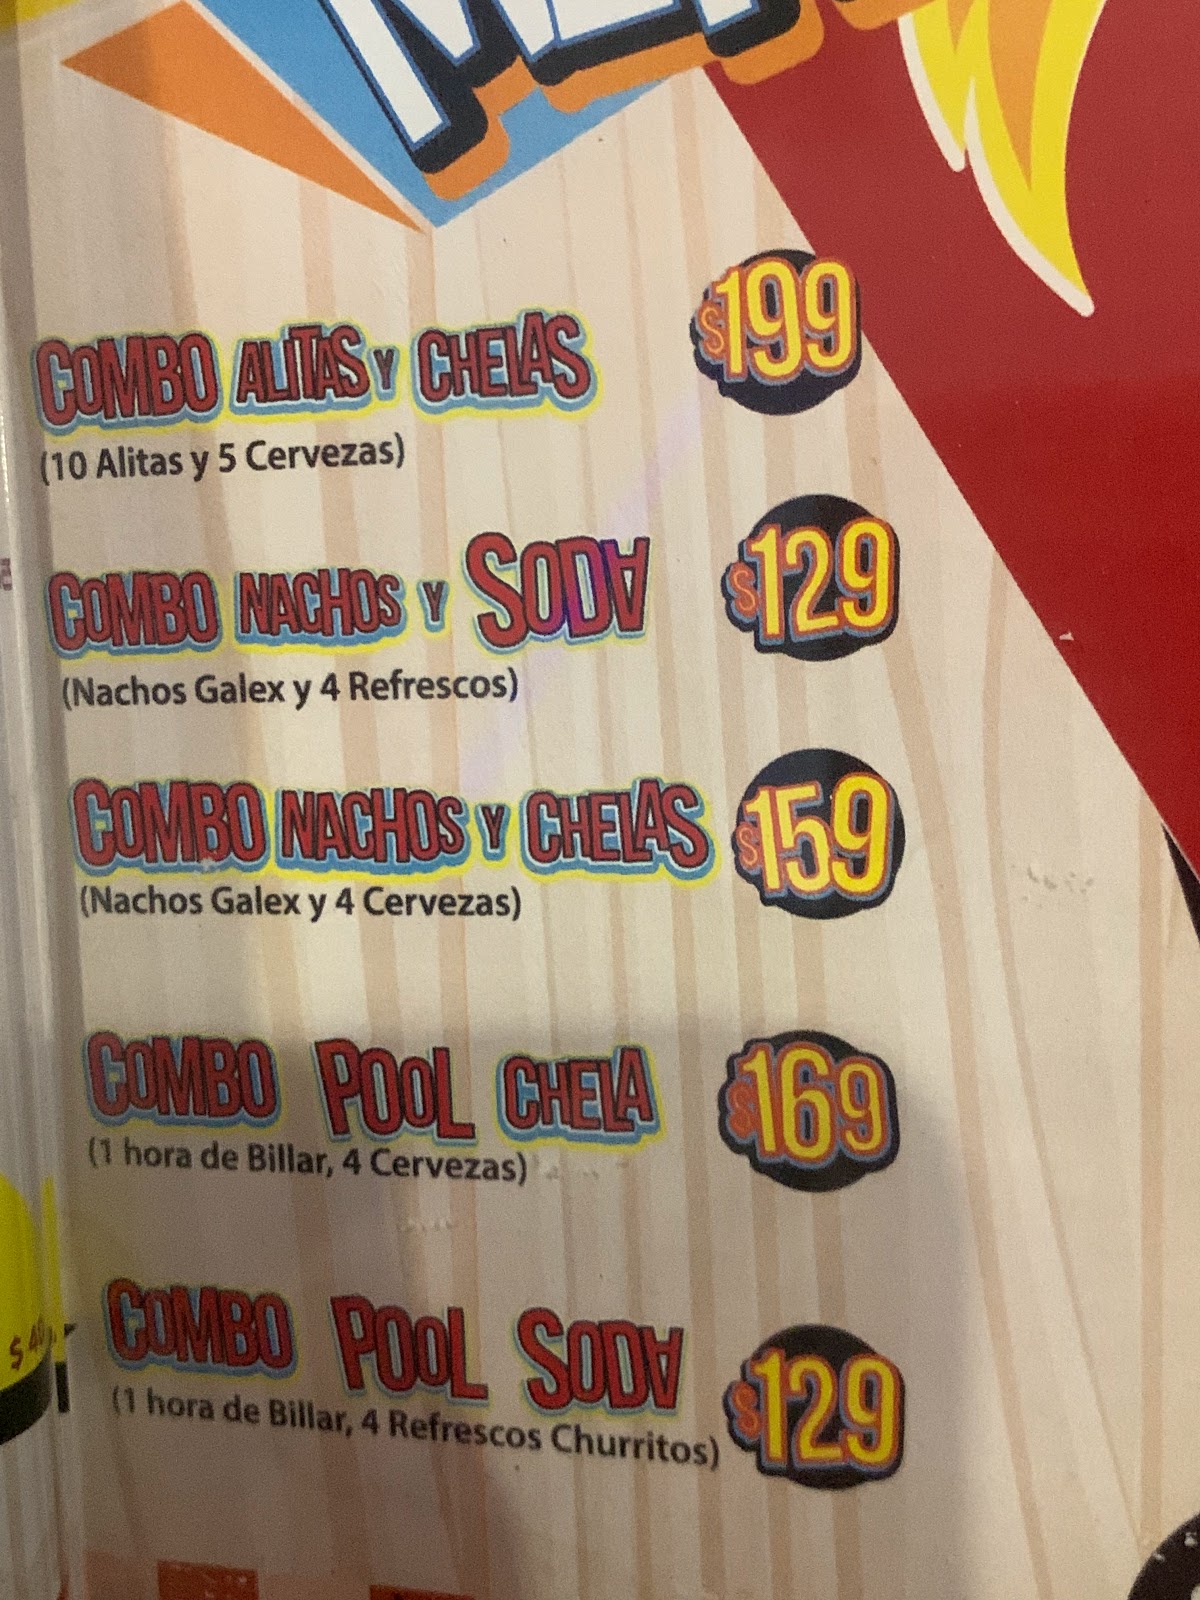 COMBO ALITAS Y CHELAS $199
(10 Alitas y 5 Cervezas)
COMBO NACHOS Y SODA $129
(Nachos Galex y 4 Refrescos)
COMBO NACHOS Y CHELAS $159
(Nachos Galex y 4 Cervezas)
COMBO POOL CHELA $169
(1 hora de Billar, 4 Cervezas)
COMBO POOL SODA $129
(1 hora de Billar, 4 Refrescos Churritos)